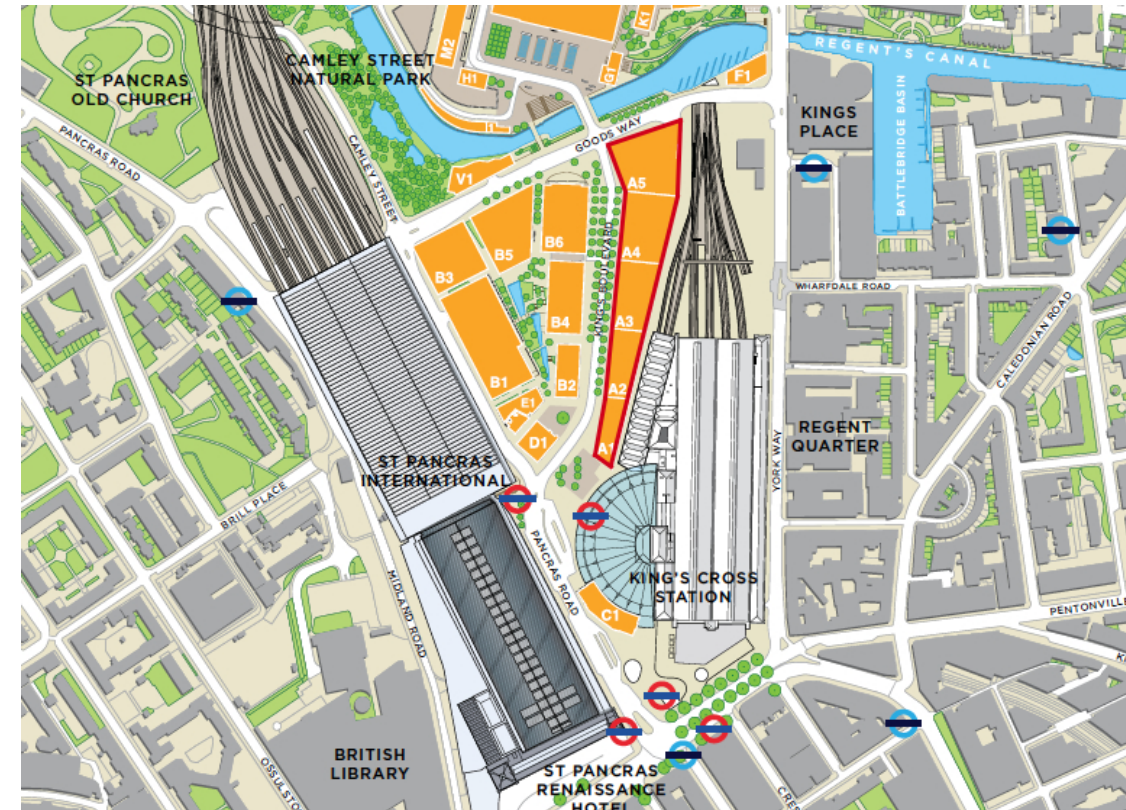 ST PANCRAS
OLD CHURCH
CAMLEY STREET
NATURAL PARK
M2
H1
G1
K1
F1
REGENT'S CANAL
KINGS
PLACE
BATTLEBRIDGE BASIN
PANCRAS ROAD
CAMLEY STREET
GOODS WAY
V1
A5
A4
A3
A2
A1
B3
B5
B6
B4
B1
B2
E1
D1
KING'S BOULEVARD
WHARFDALE ROAD
CALEDONIAN ROAD
REGENT
QUARTER
YORK WAY
ST PANCRAS
INTERNATIONAL
BRILL PLACE
MIDLAND ROAD
PANCRAS ROAD
KING'S CROSS
STATION
C1
PENTONVILLE
BRITISH
LIBRARY
OSSULSTO
ST PANCRAS
RENAISSANCE
HOTEL
CRES